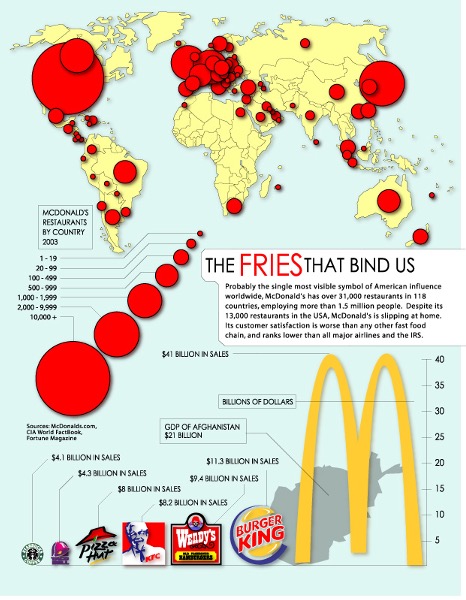 MCDONALD'S
RESTAURANTS
BY COUNTRY
2003
1 - 19
20 - 99
100 - 499
500 - 999
1,000 - 1,999
2,000 - 9,999
10,000 +
THE FRIES THAT BIND US
Probably the single most visible symbol of American influence
worldwide, McDonald's has over 31,000 restaurants in 118
countries, employing more than 1.5 million people. Despite its
13,000 restaurants in the USA, McDonald's is slipping at home.
Its customer satisfaction is worse than any other fast food
chain, and ranks lower than all major airlines and the IRS.
Sources: McDonalds.com,
CIA World FactBook,
Fortune Magazine
$41 BILLION IN SALES
BILLIONS OF DOLLARS
GDP OF AFGHANISTAN
$21 BILLION
40
35
30
25
20
15
10
5
$4.1 BILLION IN SALES
$4.3 BILLION IN SALES
$8 BILLION IN SALES
$8.2 BILLION IN SALES
$9.4 BILLION IN SALES
$11.3 BILLION IN SALES
Pizza
Hut
KFC
Wendy's
OLD FASHIONED
HAMBURGERS
BURGER
KING